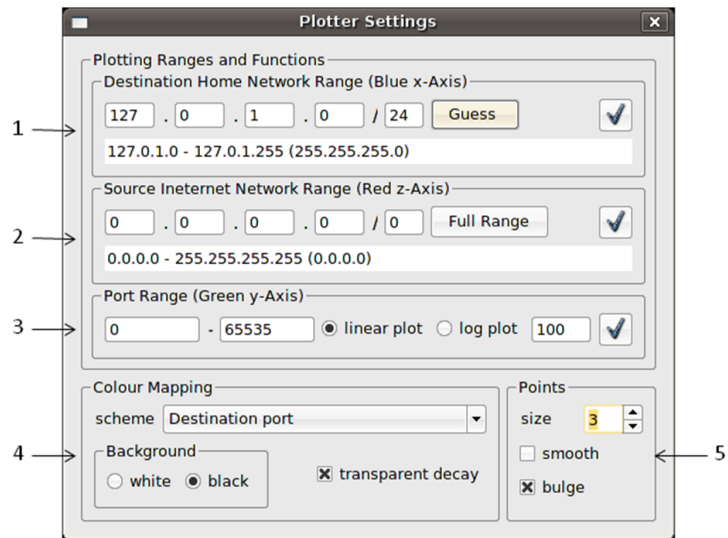 Plotter Settings
Plotting Ranges and Functions
Destination Home Network Range (Blue x-Axis)
1
127 . 0 . 1 . 0 / 24 Guess
127.0.1.0 - 127.0.1.255 (255.255.255.0)
Source Ineternet Network Range (Red z-Axis)
2
0 . 0 . 0 . 0 / 0 Full Range
0.0.0.0 - 255.255.255.255 (0.0.0.0)
Port Range (Green y-Axis)
3
0 - 65535 linear plot log plot 100
Colour Mapping
scheme Destination port
4
Background
white black
transparent decay
Points
size 3
smooth
bulge
5